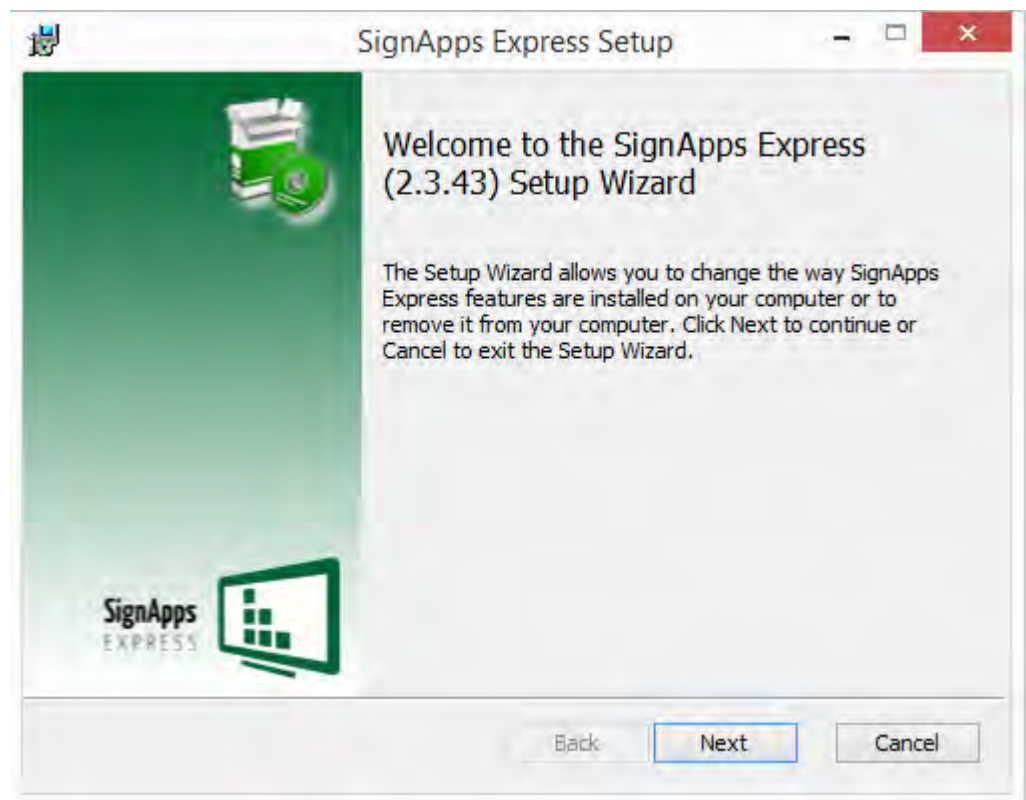 SignApps Express Setup
Welcome to the SignApps Express
(2.3.43) Setup Wizard
The Setup Wizard allows you to change the way SignApps
Express features are installed on your computer or to
remove it from your computer. Click Next to continue or
Cancel to exit the Setup Wizard.
SignApps
EXPRESS
Back Next Cancel